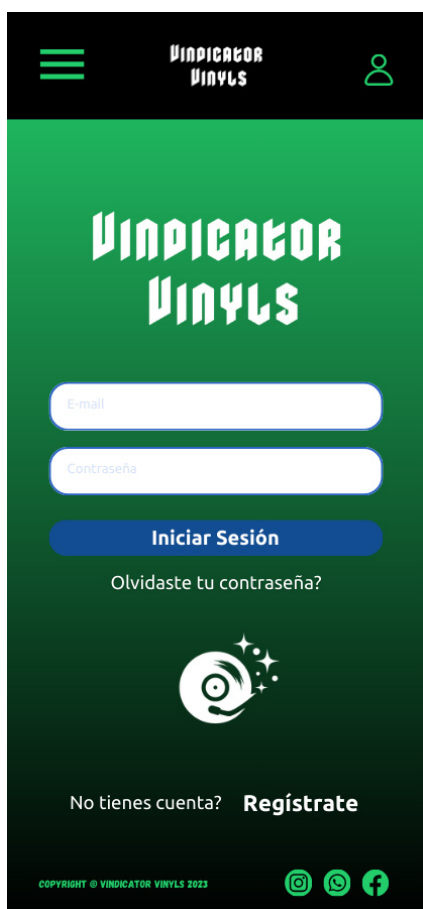 Vindicator
Vinyls
Vindicator
Vinyls
E-mail
Contraseña
Iniciar Sesión
Olvidaste tu contraseña?
No tienes cuenta? Regístrate
COPYRIGHT © VINDICATOR VINYLS 2023